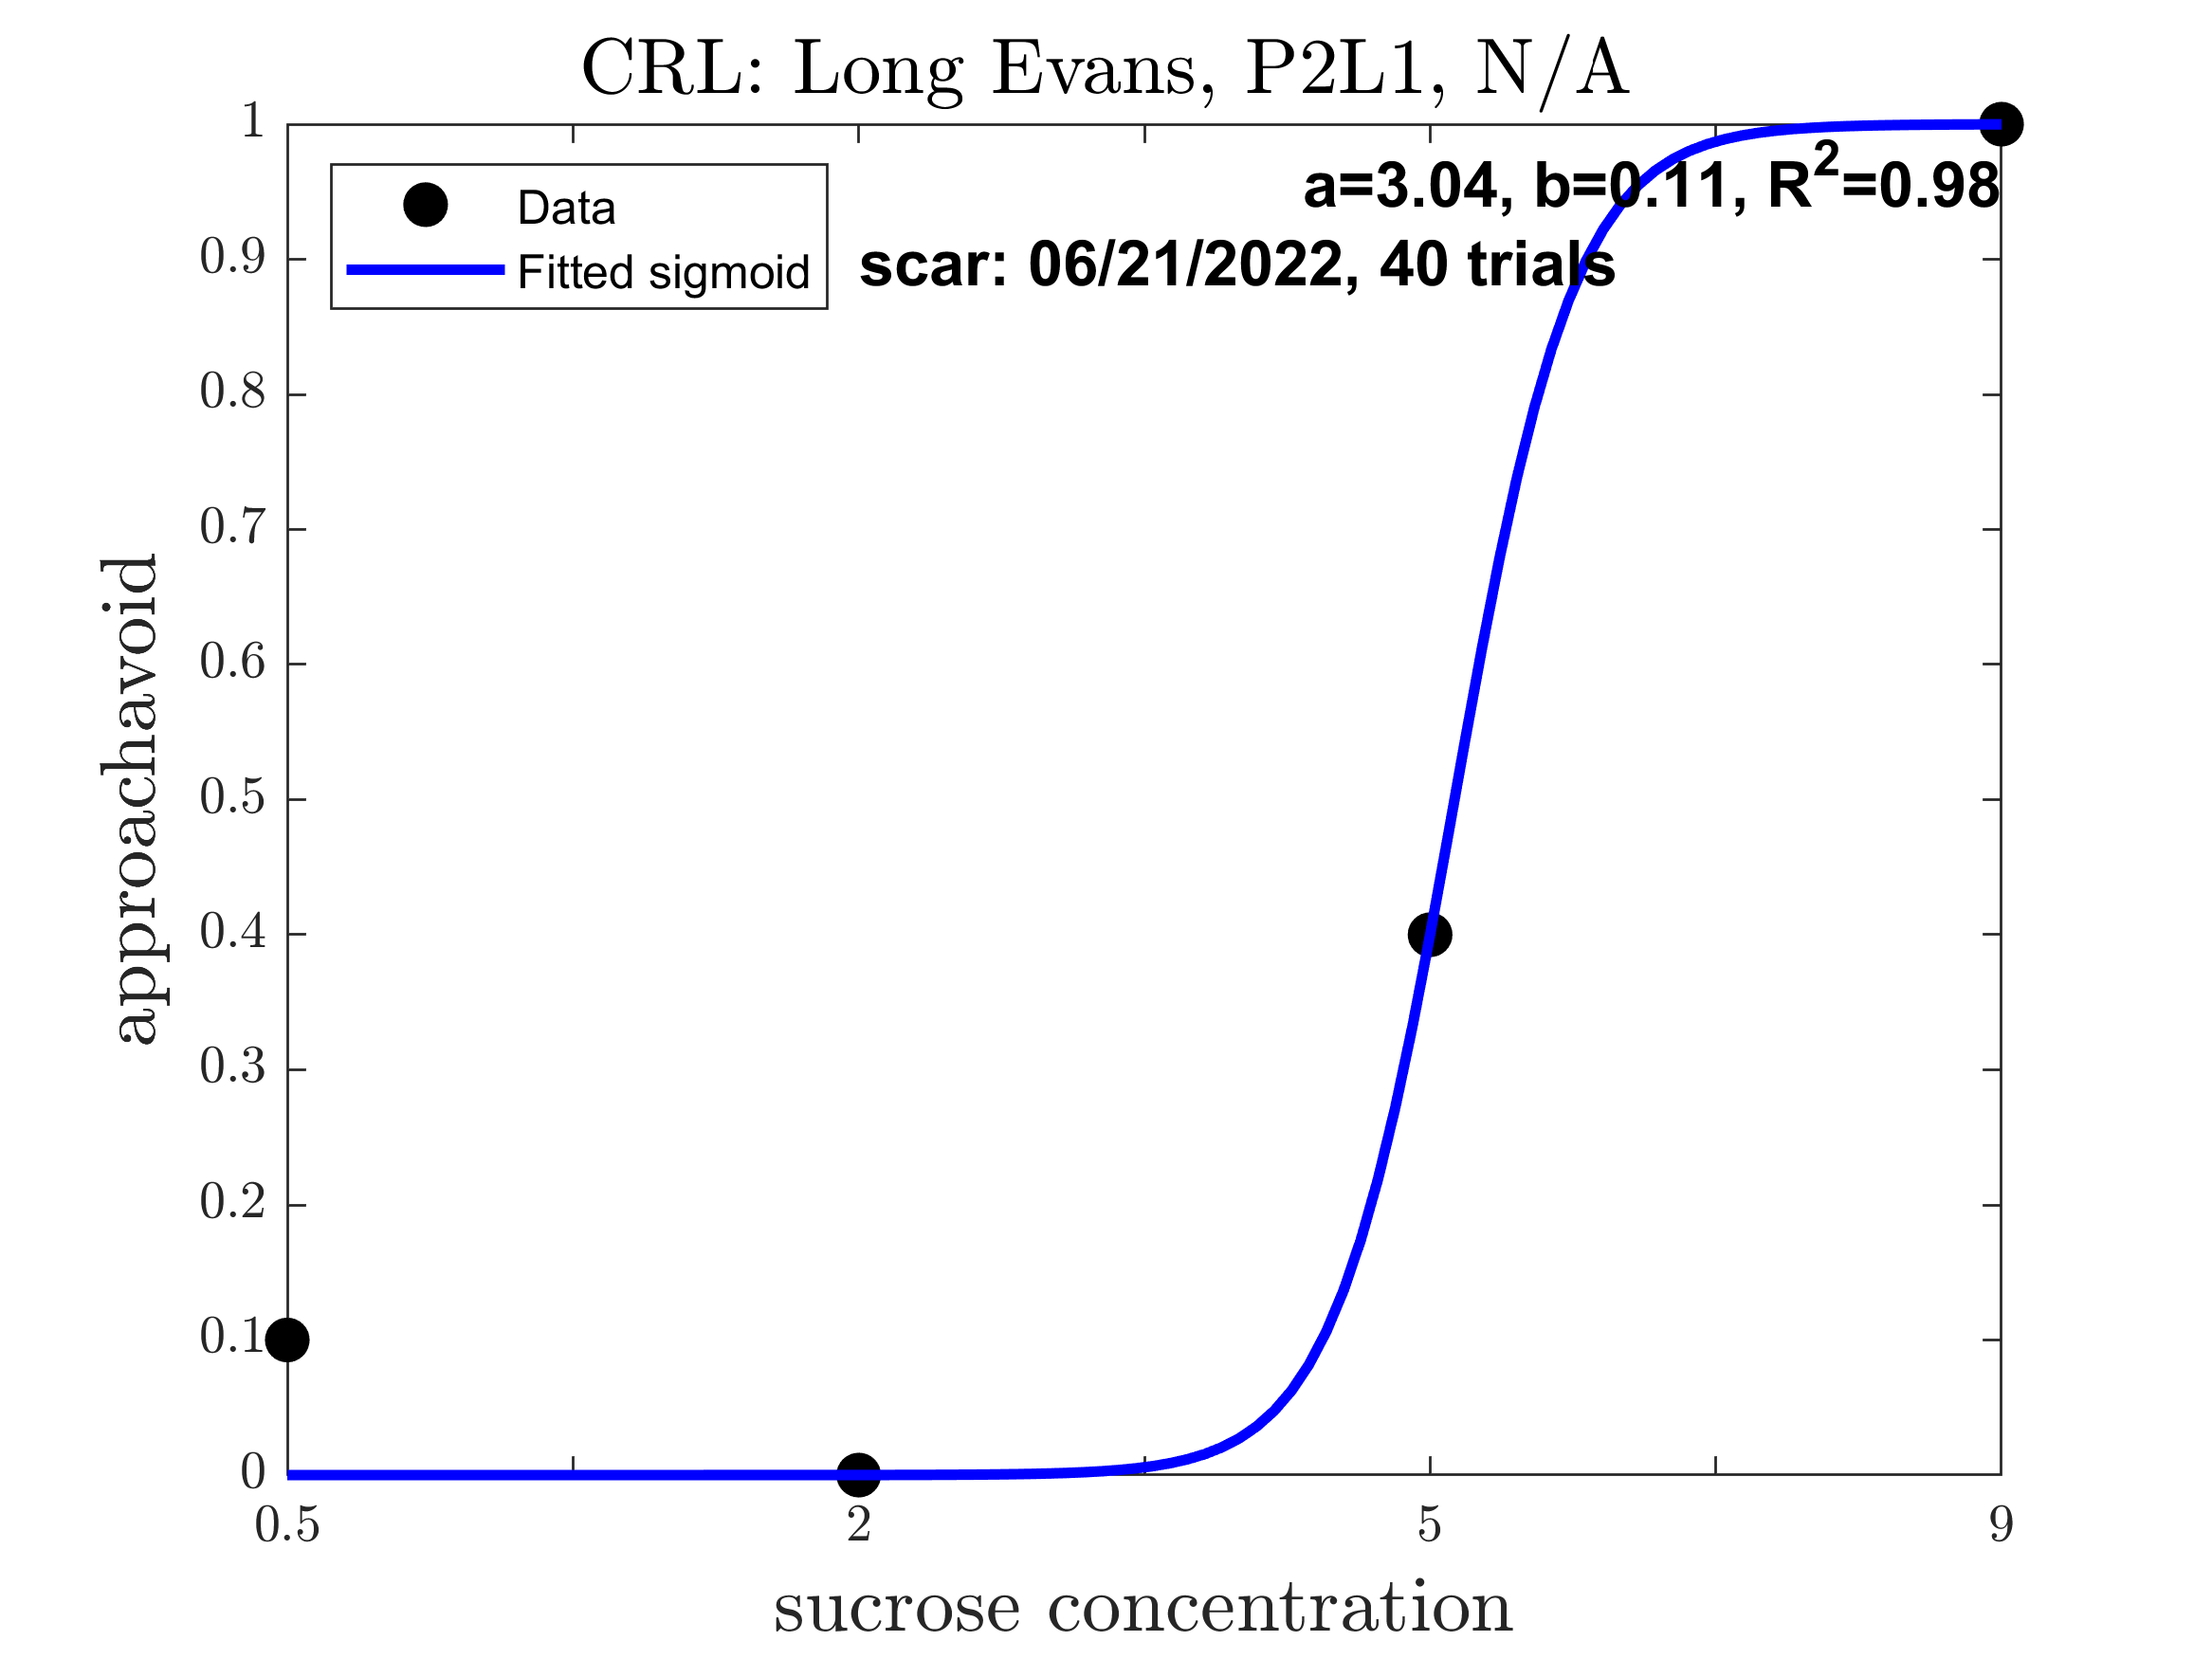 CRL: Long Evans, P2L1, N/A
Data
Fitted sigmoid
a=3.04, b=0.11, R²=0.98
scar: 06/21/2022, 40 trials
approachavoid
1
0.9
0.8
0.7
0.6
0.5
0.4
0.3
0.2
0.1
0
0.5 2 5 9
sucrose concentration